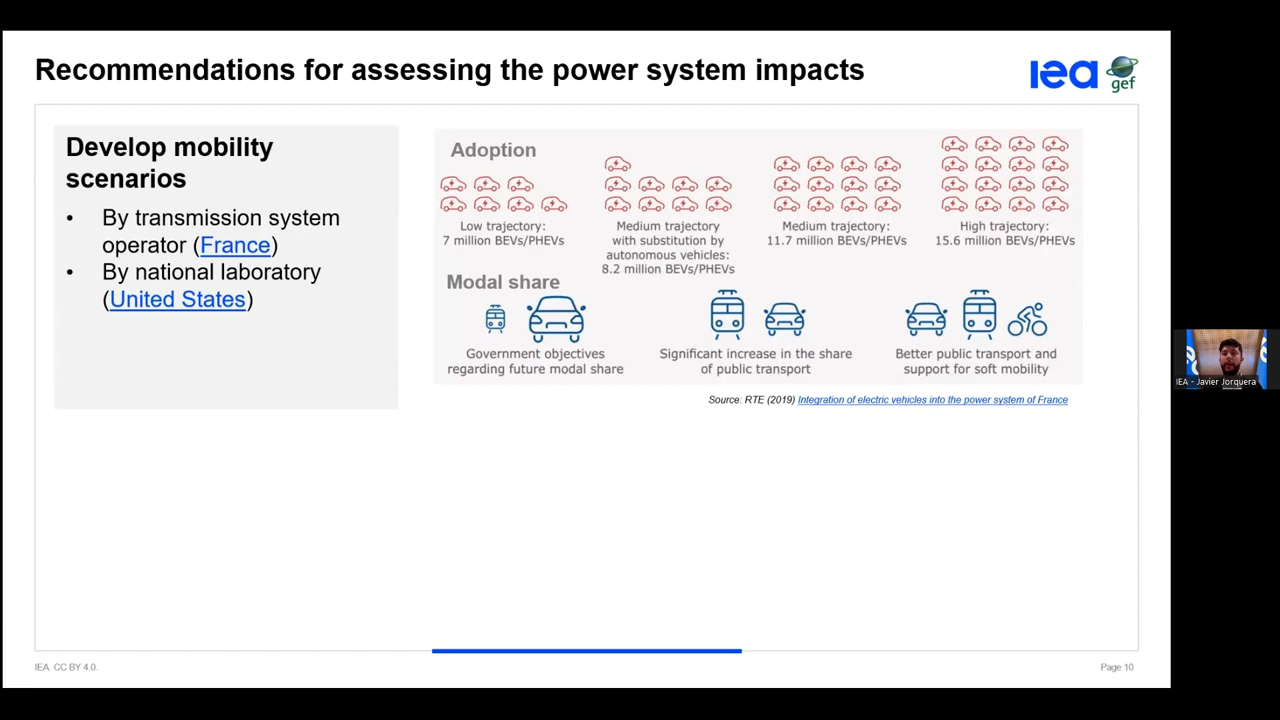 Recommendations for assessing the power system impacts
iea
gef
Develop mobility
scenarios
• By transmission system
operator (France)
• By national laboratory
(United States)
Adoption
Low trajectory:
7 million BEVs/PHEVs
Medium trajectory
with substitution by
autonomous vehicles:
8.2 million BEVs/PHEVs
Medium trajectory:
11.7 million BEVs/PHEVs
High trajectory:
15.6 million BEVs/PHEVs
Modal share
Government objectives
regarding future modal share
Significant increase in the share
of public transport
Better public transport and
support for soft mobility
Source: RTE (2019) Integration of electric vehicles into the power system of France
IEA - Javier Jorquera
IEA. CC BY 4.0.
Page 10